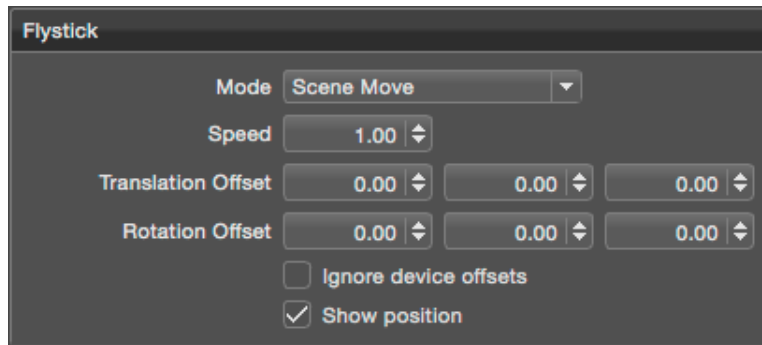 Flystick
Mode Scene Move
Speed 1.00
Translation Offset 0.00 0.00 0.00
Rotation Offset 0.00 0.00 0.00
Ignore device offsets
Show position